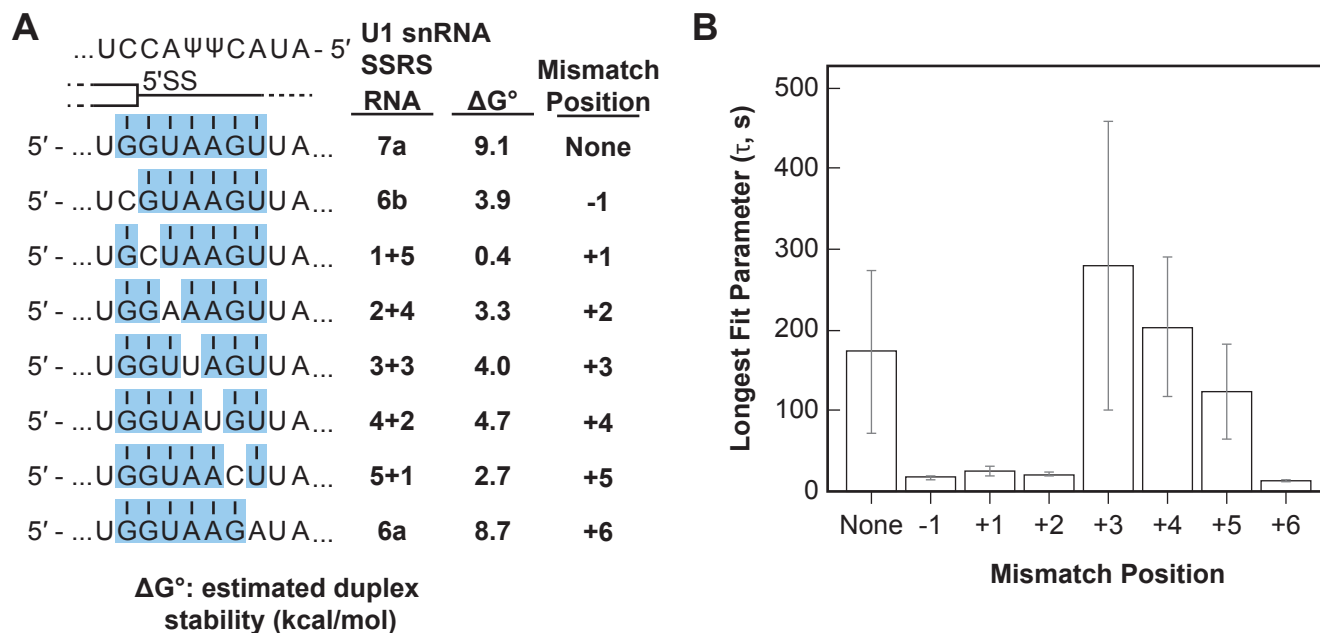 A
...UCCAΨΨCAUA- 5′
U1 snRNA
SSRS
5'SS
RNA ΔG° Mismatch Position
5′ - ...UGGUAAGUUA... 7a 9.1 None
5′ - ...UCGUAAGUUA... 6b 3.9 -1
5′ - ...UGCUAAGUUA... 1+5 0.4 +1
5′ - ...UGGAAAGUUA... 2+4 3.3 +2
5′ - ...UGGUUAGUUA... 3+3 4.0 +3
5′ - ...UGGUAUGUUA... 4+2 4.7 +4
5′ - ...UGGUAACUUA... 5+1 2.7 +5
5′ - ...UGGUAAGAUA... 6a 8.7 +6
ΔG°: estimated duplex
stability (kcal/mol)
B
Longest Fit Parameter (τ, s)
500
400
300
200
100
0
None -1 +1 +2 +3 +4 +5 +6
Mismatch Position